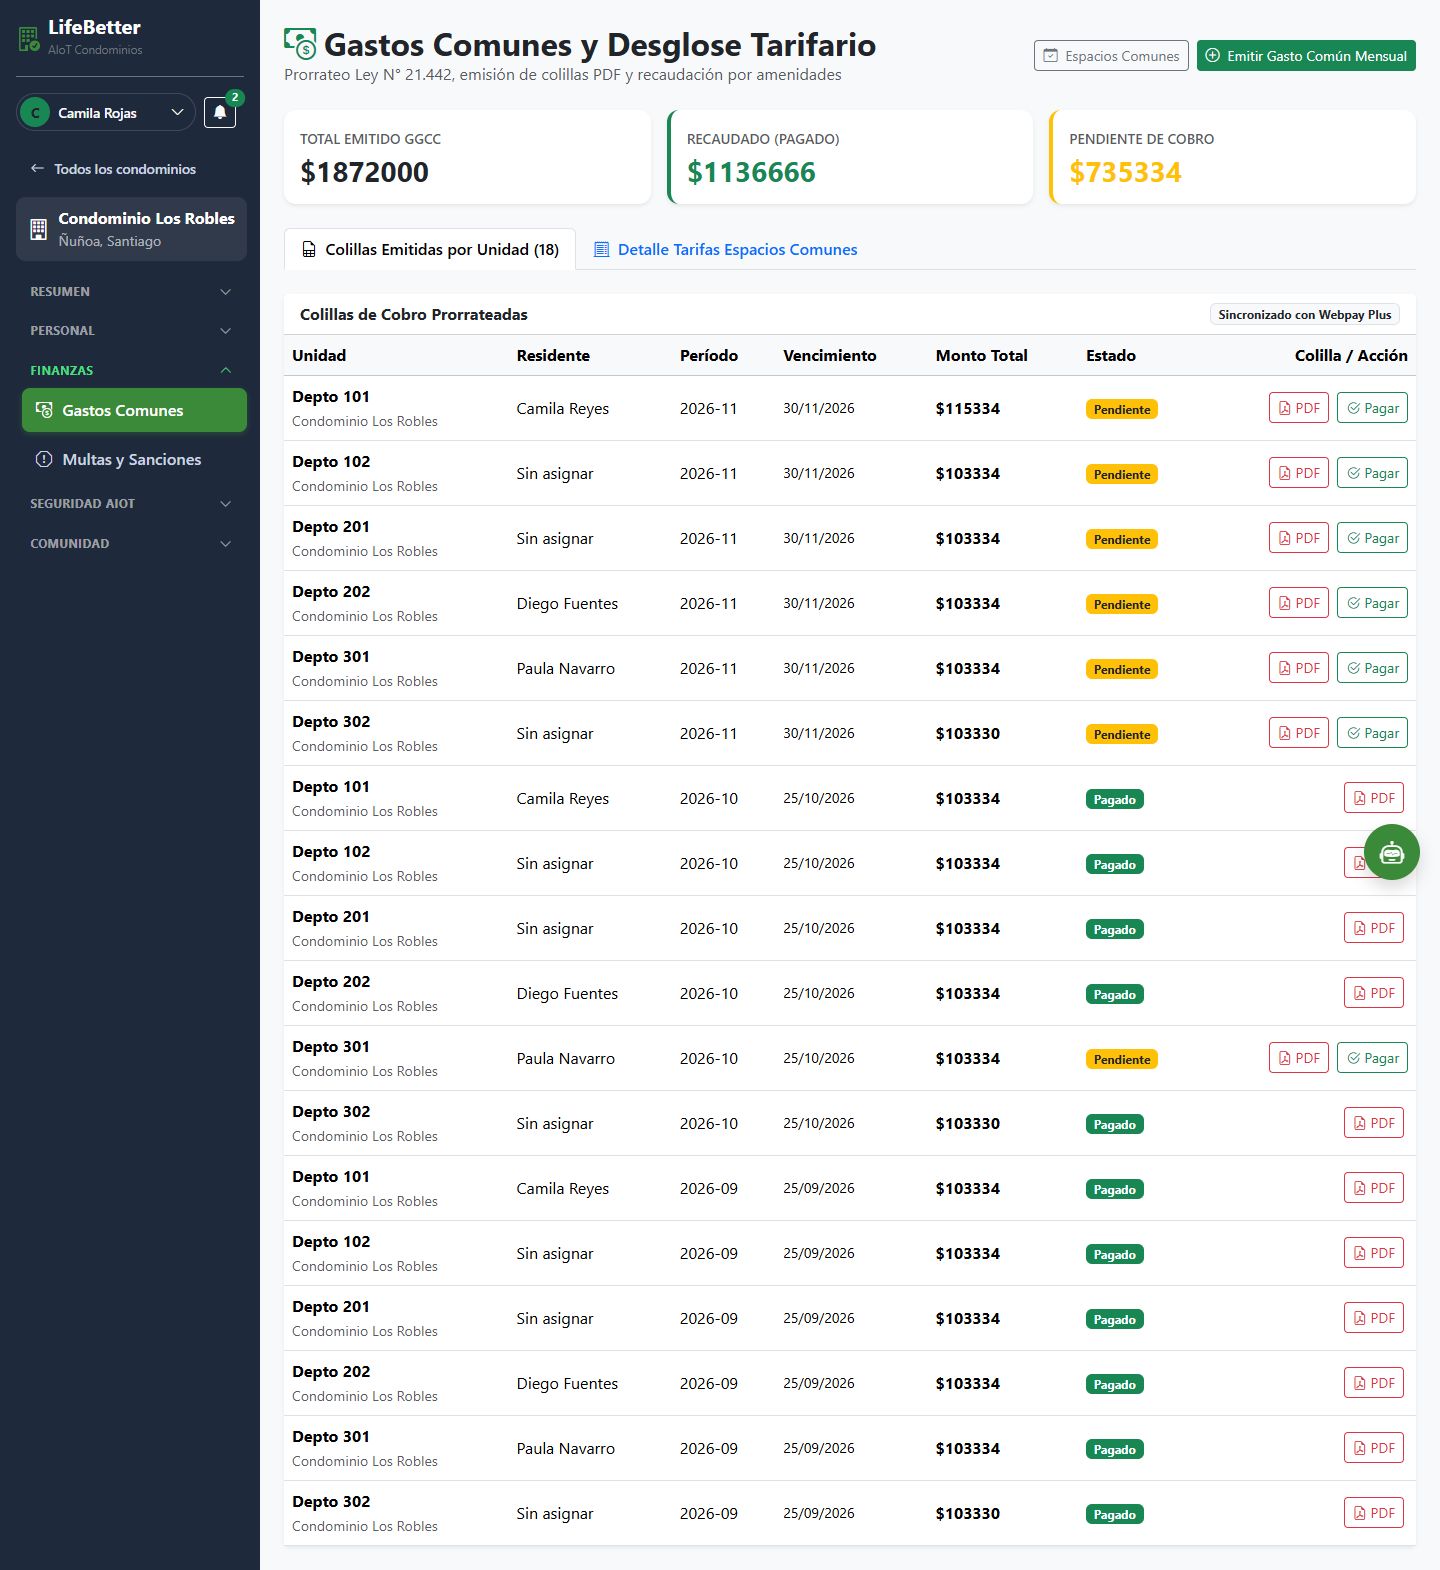 LifeBetter
AIoT Condominios
C
Camila Rojas
2
Todos los condominios
Condominio Los Robles
Ñuñoa, Santiago
RESUMEN
PERSONAL
FINANZAS
Gastos Comunes
Multas y Sanciones
SEGURIDAD AIOT
COMUNIDAD
Gastos Comunes y Desglose Tarifario
Prorrateo Ley N° 21.442, emisión de colillas PDF y recaudación por amenidades
Espacios Comunes
Emitir Gasto Común Mensual
TOTAL EMITIDO GGCC
$1872000
RECAUDADO (PAGADO)
$1136666
PENDIENTE DE COBRO
$735334
Colillas Emitidas por Unidad (18)
Detalle Tarifas Espacios Comunes
Colillas de Cobro Prorrateadas
Sincronizado con Webpay Plus
Unidad Residente Período Vencimiento Monto Total Estado Colilla / Acción
Depto 101
Condominio Los Robles
Camila Reyes 2026-11 30/11/2026 $115334 Pendiente PDF Pagar
Depto 102
Condominio Los Robles
Sin asignar 2026-11 30/11/2026 $103334 Pendiente PDF Pagar
Depto 201
Condominio Los Robles
Sin asignar 2026-11 30/11/2026 $103334 Pendiente PDF Pagar
Depto 202
Condominio Los Robles
Diego Fuentes 2026-11 30/11/2026 $103334 Pendiente PDF Pagar
Depto 301
Condominio Los Robles
Paula Navarro 2026-11 30/11/2026 $103334 Pendiente PDF Pagar
Depto 302
Condominio Los Robles
Sin asignar 2026-11 30/11/2026 $103330 Pendiente PDF Pagar
Depto 101
Condominio Los Robles
Camila Reyes 2026-10 25/10/2026 $103334 Pagado PDF
Depto 102
Condominio Los Robles
Sin asignar 2026-10 25/10/2026 $103334 Pagado
Depto 201
Condominio Los Robles
Sin asignar 2026-10 25/10/2026 $103334 Pagado PDF
Depto 202
Condominio Los Robles
Diego Fuentes 2026-10 25/10/2026 $103334 Pagado PDF
Depto 301
Condominio Los Robles
Paula Navarro 2026-10 25/10/2026 $103334 Pendiente PDF Pagar
Depto 302
Condominio Los Robles
Sin asignar 2026-10 25/10/2026 $103330 Pagado PDF
Depto 101
Condominio Los Robles
Camila Reyes 2026-09 25/09/2026 $103334 Pagado PDF
Depto 102
Condominio Los Robles
Sin asignar 2026-09 25/09/2026 $103334 Pagado PDF
Depto 201
Condominio Los Robles
Sin asignar 2026-09 25/09/2026 $103334 Pagado PDF
Depto 202
Condominio Los Robles
Diego Fuentes 2026-09 25/09/2026 $103334 Pagado PDF
Depto 301
Condominio Los Robles
Paula Navarro 2026-09 25/09/2026 $103334 Pagado PDF
Depto 302
Condominio Los Robles
Sin asignar 2026-09 25/09/2026 $103330 Pagado PDF